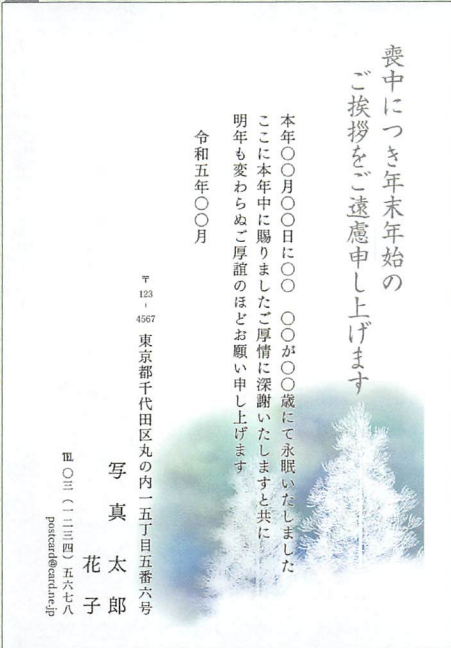 喪中につき年末年始の
ご挨拶をご遠慮申し上げます
本年〇〇月〇〇日に〇〇　〇〇が〇〇歳にて永眠いたしました
ここに本年中に賜りましたご厚情に深謝いたしますと共に
明年も変わらぬご厚誼のほどお願い申し上げます
令和五年〇〇月
〒123-4567 東京都千代田区丸の内一五丁目五番六号
写真太郎
花子
℡〇三(一二三四)五六七八
postcard@card.ne.jp